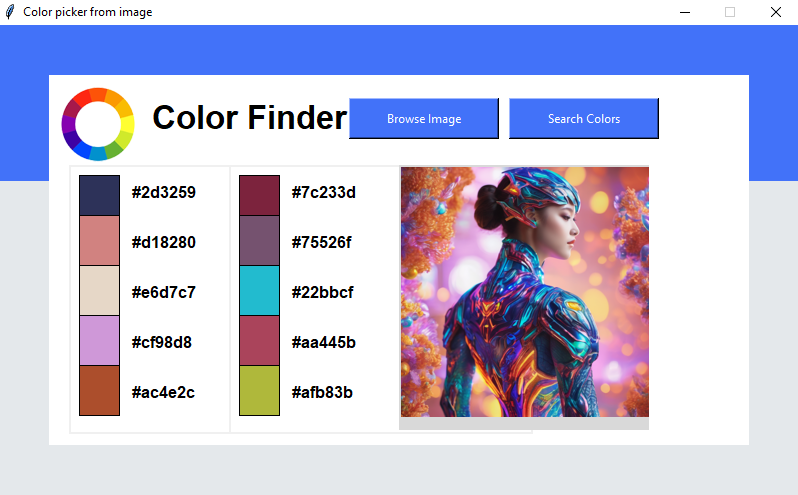 Color picker from image
Color Finder
Browse Image
Search Colors
#2d3259
#7c233d
#d18280
#75526f
#e6d7c7
#22bbcf
#cf98d8
#aa445b
#ac4e2c
#afb83b